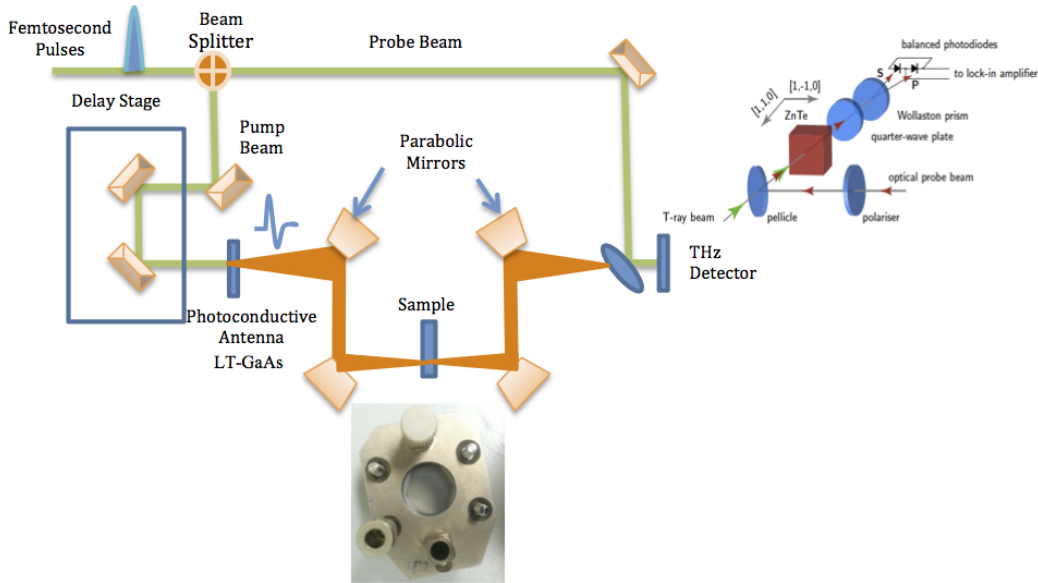 Femtosecond
Pulses
Beam
Splitter
Probe Beam
Delay Stage
Pump
Beam
Parabolic
Mirrors
Photoconductive
Antenna
LT-GaAs
Sample
THz
Detector
balanced photodiodes
to lock-in amplifier
S
P
[1,1,0]
[1,-1,0]
ZnTe
Wollaston prism
quarter-wave plate
optical probe beam
T-ray beam
pellicle
polariser